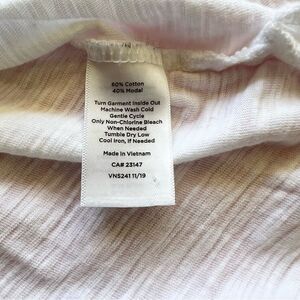 60% Cotton
40% Modal
Turn Garment Inside Out
Machine Wash Cold
Gentle Cycle
Only Non-Chlorine Bleach
When Needed
Tumble Dry Low
Cool Iron, If Needed
Made in Vietnam
CA# 23147
VNS241 11/19